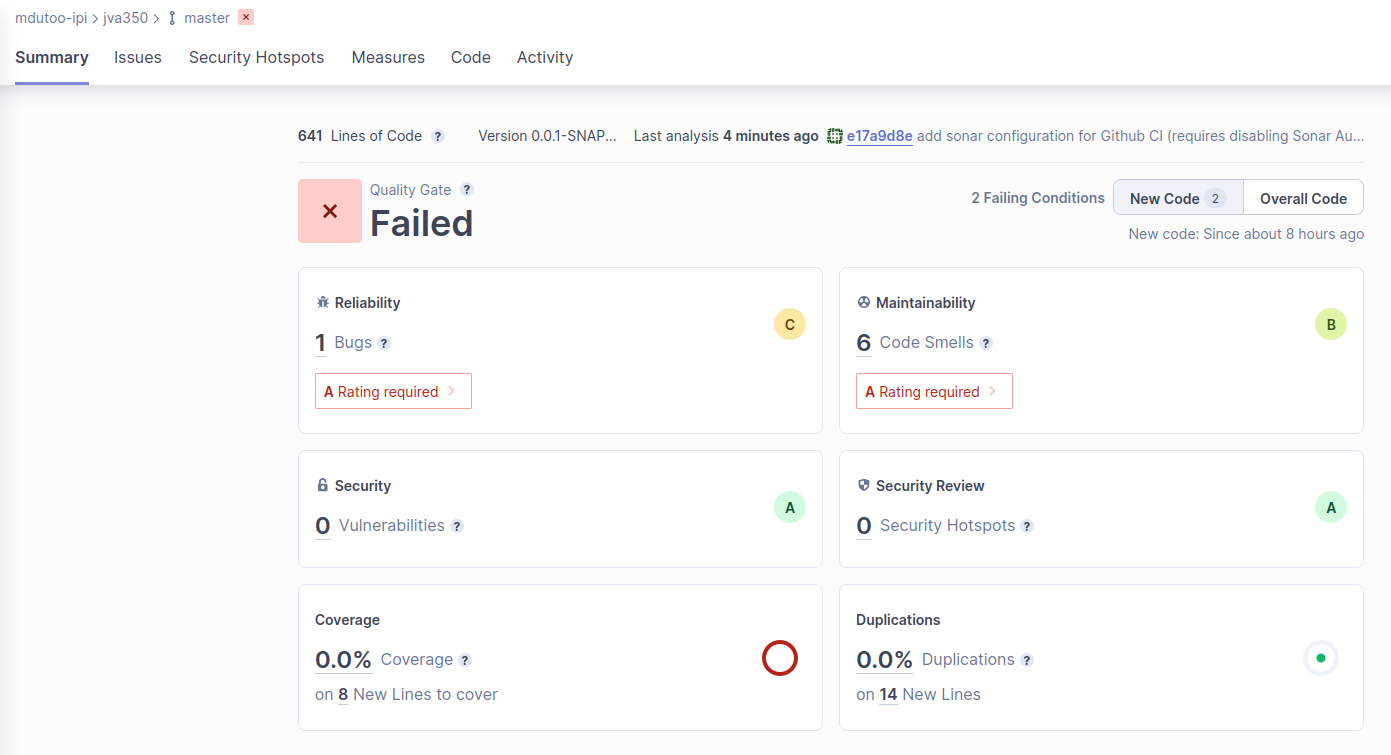 mdutoo-ipi > jva350 > master
Summary Issues Security Hotspots Measures Code Activity
641 Lines of Code ? Version 0.0.1-SNAP... Last analysis 4 minutes ago e17a9d8e add sonar configuration for Github CI (requires disabling Sonar Au...
Quality Gate ?
Failed
2 Failing Conditions New Code 2 Overall Code
New code: Since about 8 hours ago
Reliability
1 Bugs ?
C
A Rating required >
Maintainability
6 Code Smells ?
B
A Rating required >
Security
0 Vulnerabilities ?
A
Security Review
0 Security Hotspots ?
A
Coverage
0.0% Coverage ?
on 8 New Lines to cover
Duplications
0.0% Duplications ?
on 14 New Lines